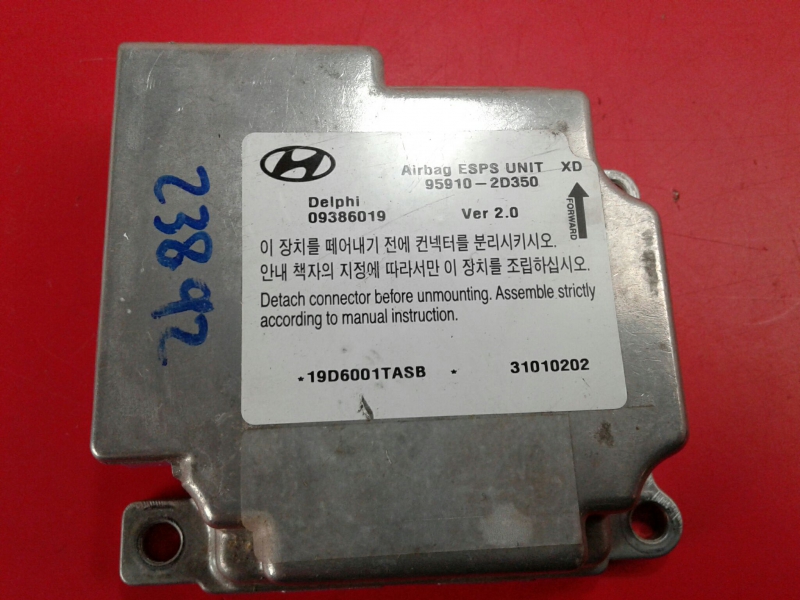 Airbag ESPS UNIT XD
95910-2D350
Delphi
09386019 Ver 2.0
FORWARD
이 장치를 떼어내기 전에 컨넥터를 분리시키시오.
안내 책자의 지정에 따라서만 이 장치를 조립하십시오.
Detach connector before unmounting. Assemble strictly
according to manual instruction.
*19D6001TASB * 31010202
23892